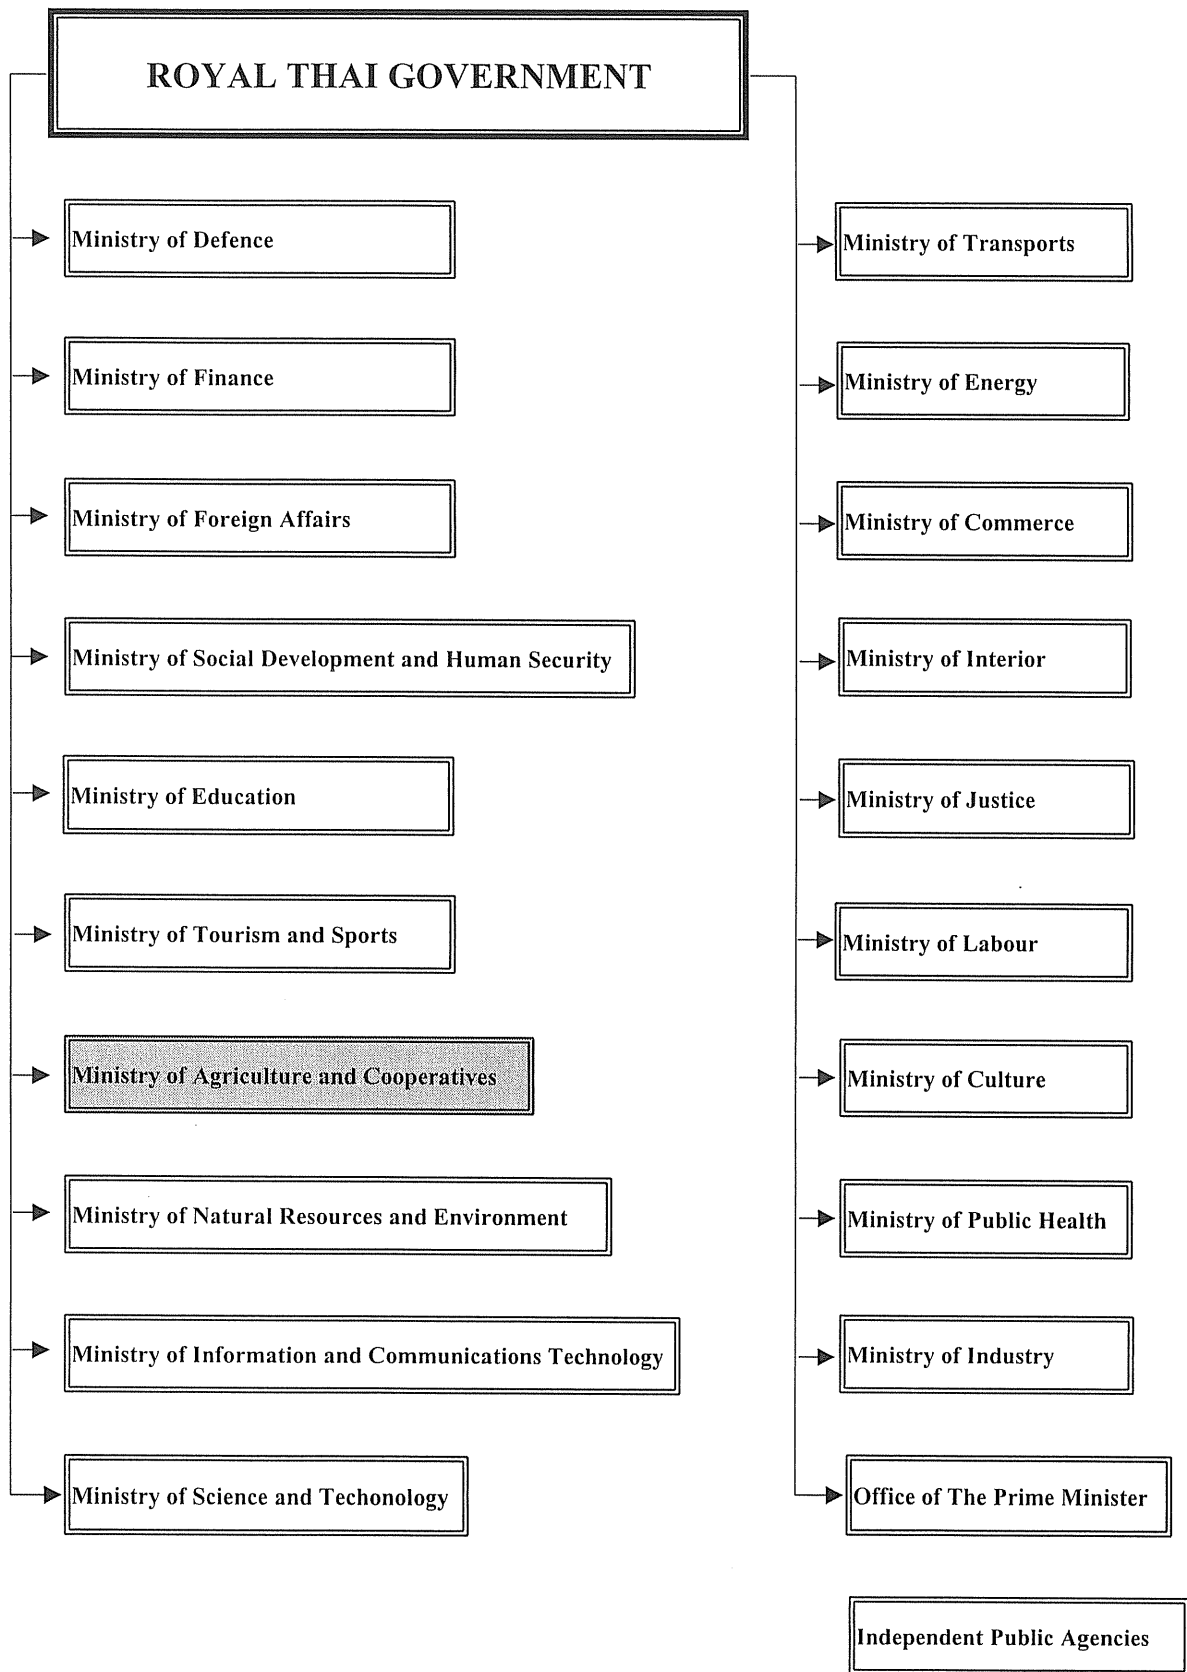 ROYAL THAI GOVERNMENT
Ministry of Defence
Ministry of Finance
Ministry of Foreign Affairs
Ministry of Social Development and Human Security
Ministry of Education
Ministry of Tourism and Sports
Ministry of Agriculture and Cooperatives
Ministry of Natural Resources and Environment
Ministry of Information and Communications Technology
Ministry of Science and Techonology
Ministry of Transports
Ministry of Energy
Ministry of Commerce
Ministry of Interior
Ministry of Justice
Ministry of Labour
Ministry of Culture
Ministry of Public Health
Ministry of Industry
Office of The Prime Minister
Independent Public Agencies